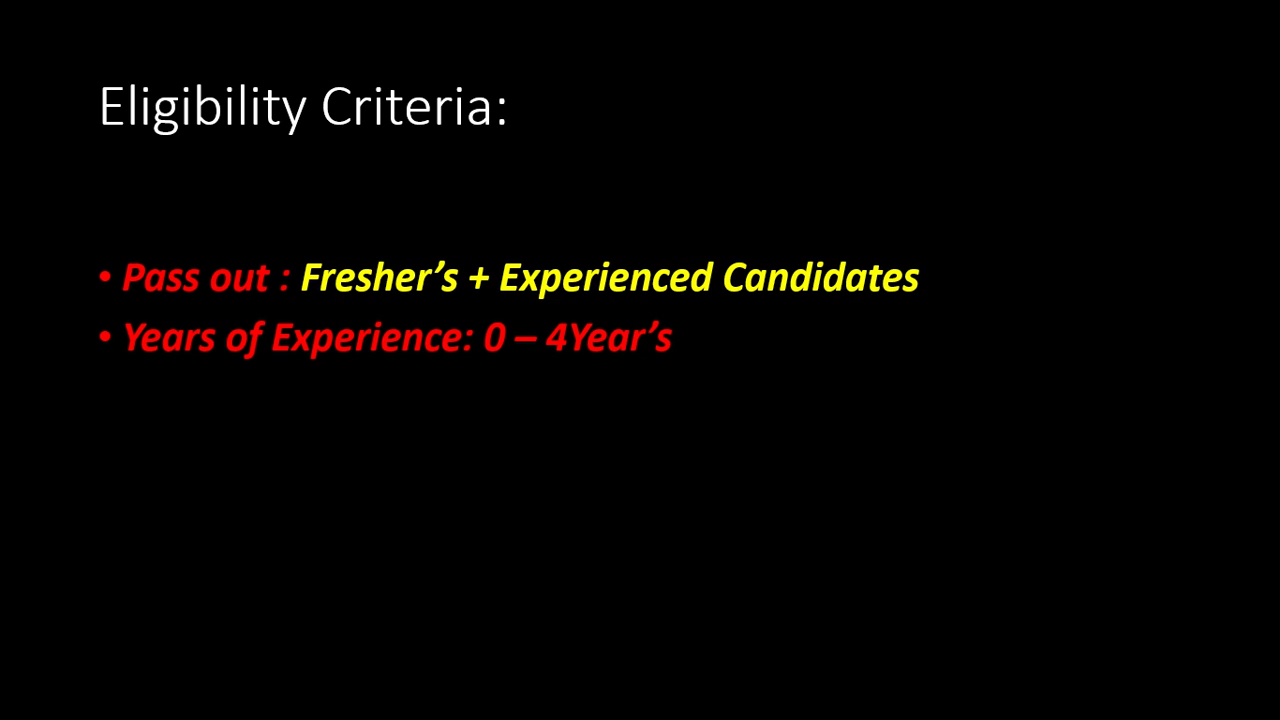 Eligibility Criteria:
• Pass out : Fresher’s + Experienced Candidates
• Years of Experience: 0 – 4Year’s